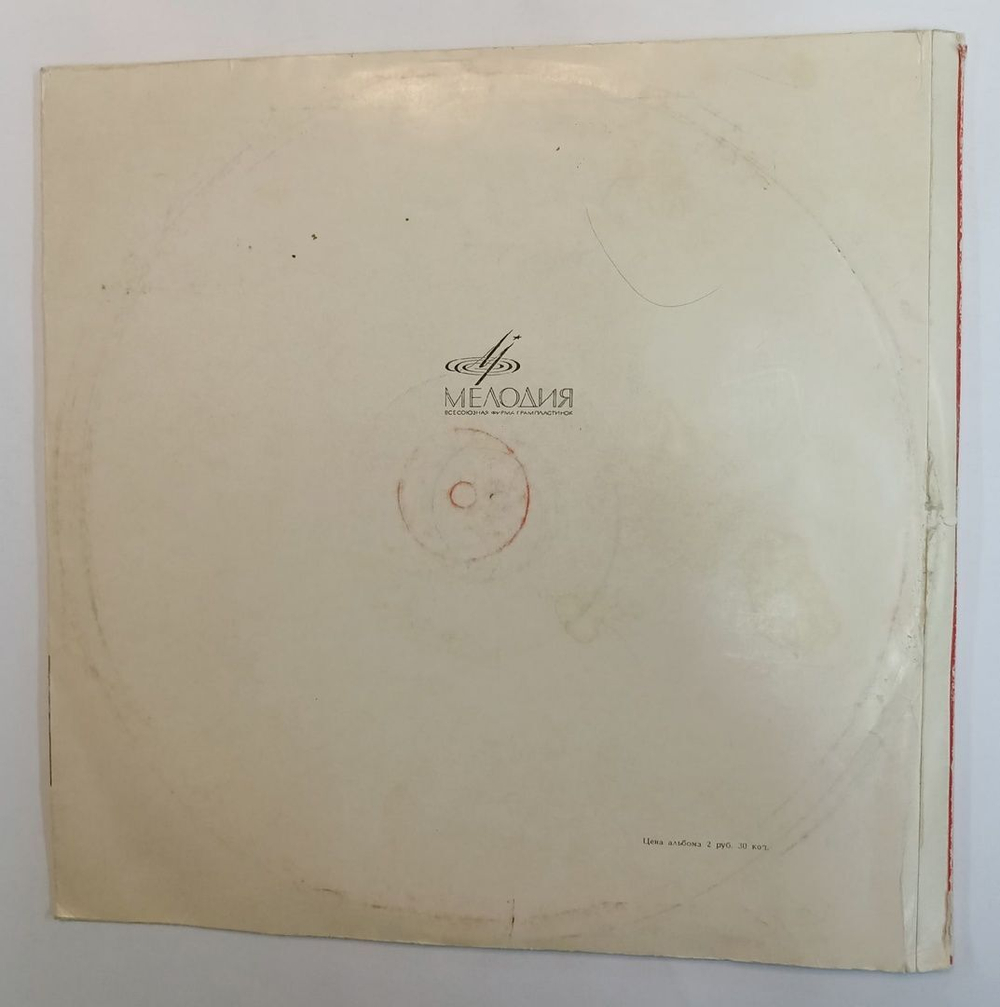 МЕЛОДИЯ
ВСЕСОЮЗНАЯ ФИРМА ГРАМПЛАСТИНОК
Цена альбома 2 руб. 30 коп.